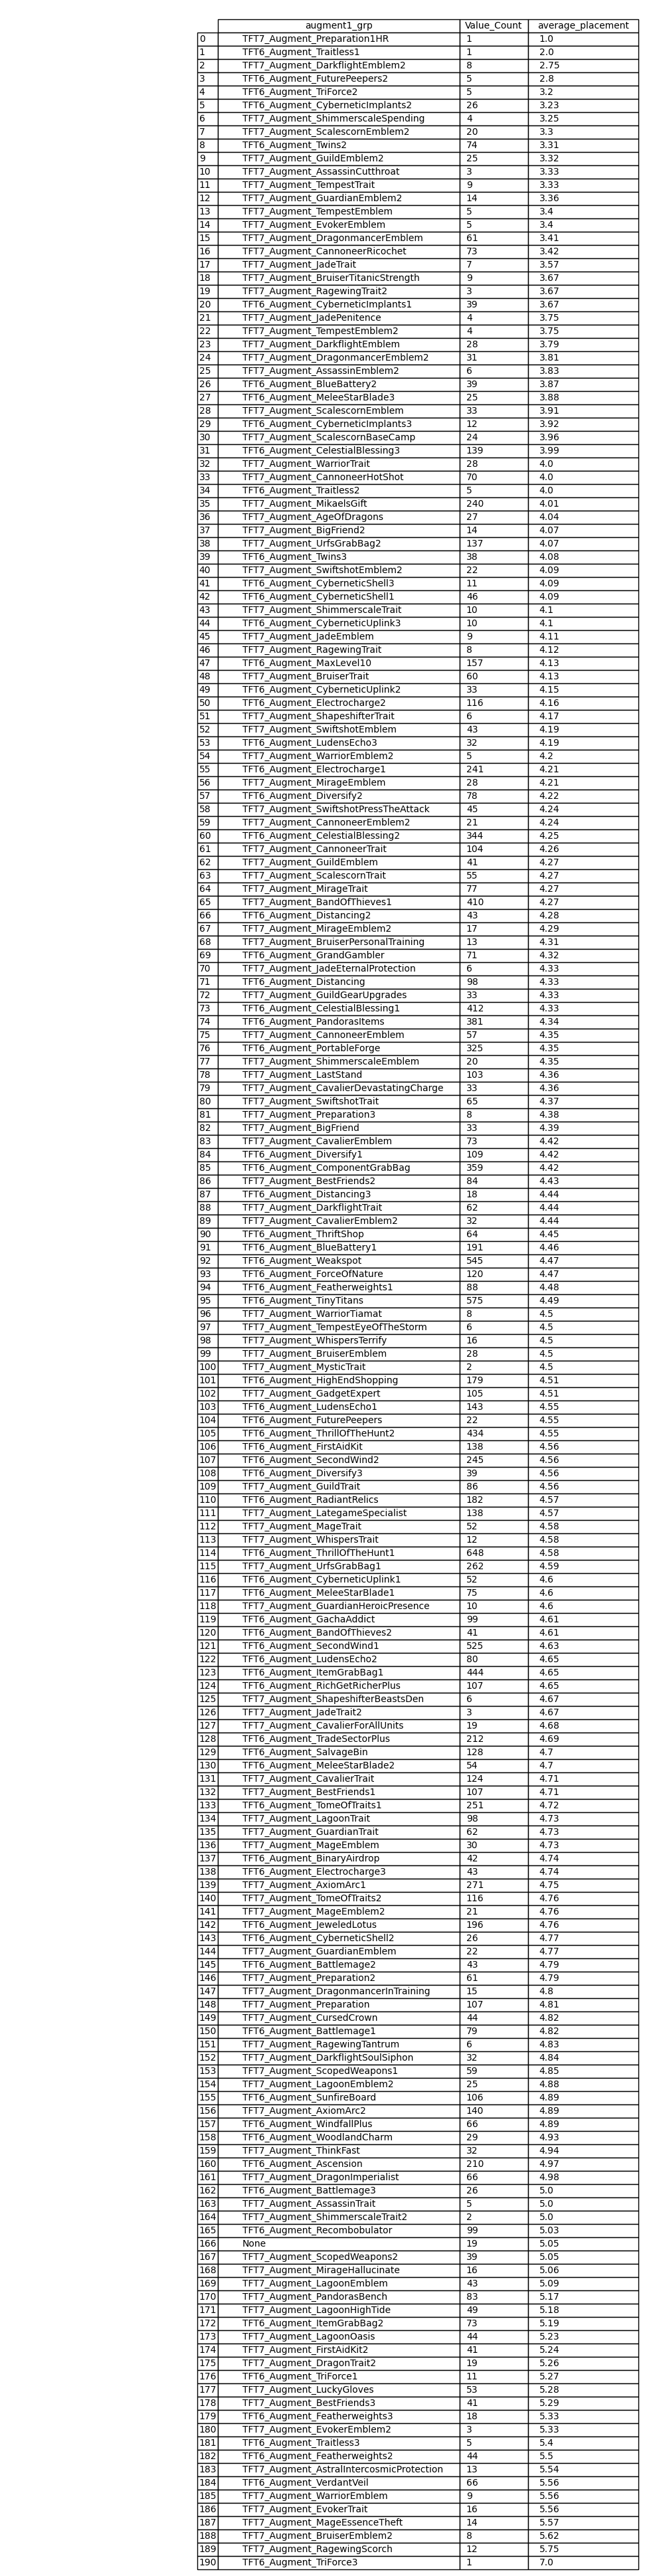 augment1_grp Value_Count average_placement
0 TFT7_Augment_Preparation1HR 1 1.0
1 TFT6_Augment_Traitless1 1 2.0
2 TFT7_Augment_DarkflightEmblem2 8 2.75
3 TFT6_Augment_FuturePeepers2 5 2.8
4 TFT6_Augment_TriForce2 5 3.2
5 TFT6_Augment_CyberneticImplants2 26 3.23
6 TFT7_Augment_ShimmerscaleSpending 4 3.25
7 TFT7_Augment_ScalescornEmblem2 20 3.3
8 TFT6_Augment_Twins2 74 3.31
9 TFT7_Augment_GuildEmblem2 25 3.32
10 TFT7_Augment_AssassinCutthroat 3 3.33
11 TFT7_Augment_TempestTrait 9 3.33
12 TFT7_Augment_GuardianEmblem2 14 3.36
13 TFT7_Augment_TempestEmblem 5 3.4
14 TFT7_Augment_EvokerEmblem 5 3.4
15 TFT7_Augment_DragonmancerEmblem 61 3.41
16 TFT7_Augment_CannoneerRicochet 73 3.42
17 TFT7_Augment_JadeTrait 7 3.57
18 TFT7_Augment_BruiserTitanicStrength 9 3.67
19 TFT7_Augment_RagewingTrait2 3 3.67
20 TFT6_Augment_CyberneticImplants1 39 3.67
21 TFT7_Augment_JadePenitence 4 3.75
22 TFT7_Augment_TempestEmblem2 4 3.75
23 TFT7_Augment_DarkflightEmblem 28 3.79
24 TFT7_Augment_DragonmancerEmblem2 31 3.81
25 TFT7_Augment_AssassinEmblem2 6 3.83
26 TFT6_Augment_BlueBattery2 39 3.87
27 TFT6_Augment_MeleeStarBlade3 25 3.88
28 TFT7_Augment_ScalescornEmblem 33 3.91
29 TFT6_Augment_CyberneticImplants3 12 3.92
30 TFT7_Augment_ScalescornBaseCamp 24 3.96
31 TFT6_Augment_CelestialBlessing3 139 3.99
32 TFT7_Augment_WarriorTrait 28 4.0
33 TFT7_Augment_CannoneerHotShot 70 4.0
34 TFT6_Augment_Traitless2 5 4.0
35 TFT7_Augment_MikaelsGift 240 4.01
36 TFT7_Augment_AgeOfDragons 27 4.04
37 TFT7_Augment_BigFriend2 14 4.07
38 TFT7_Augment_UrfsGrabBag2 137 4.07
39 TFT6_Augment_Twins3 38 4.08
40 TFT7_Augment_SwiftshotEmblem2 22 4.09
41 TFT6_Augment_CyberneticShell3 11 4.09
42 TFT6_Augment_CyberneticShell1 46 4.09
43 TFT7_Augment_ShimmerscaleTrait 10 4.1
44 TFT6_Augment_CyberneticUplink3 10 4.1
45 TFT7_Augment_JadeEmblem 9 4.11
46 TFT7_Augment_RagewingTrait 8 4.12
47 TFT6_Augment_MaxLevel10 157 4.13
48 TFT7_Augment_BruiserTrait 60 4.13
49 TFT6_Augment_CyberneticUplink2 33 4.15
50 TFT6_Augment_Electrocharge2 116 4.16
51 TFT7_Augment_ShapeshifterTrait 6 4.17
52 TFT7_Augment_SwiftshotEmblem 43 4.19
53 TFT6_Augment_LudensEcho3 32 4.19
54 TFT7_Augment_WarriorEmblem2 5 4.2
55 TFT6_Augment_Electrocharge1 241 4.21
56 TFT7_Augment_MirageEmblem 28 4.21
57 TFT6_Augment_Diversify2 78 4.22
58 TFT7_Augment_SwiftshotPressTheAttack 45 4.24
59 TFT7_Augment_CannoneerEmblem2 21 4.24
60 TFT6_Augment_CelestialBlessing2 344 4.25
61 TFT7_Augment_CannoneerTrait 104 4.26
62 TFT7_Augment_GuildEmblem 41 4.27
63 TFT7_Augment_ScalescornTrait 55 4.27
64 TFT7_Augment_MirageTrait 77 4.27
65 TFT7_Augment_BandOfThieves1 410 4.27
66 TFT6_Augment_Distancing2 43 4.28
67 TFT7_Augment_MirageEmblem2 17 4.29
68 TFT7_Augment_BruiserPersonalTraining 13 4.31
69 TFT6_Augment_GrandGambler 71 4.32
70 TFT7_Augment_JadeEternalProtection 6 4.33
71 TFT6_Augment_Distancing 98 4.33
72 TFT7_Augment_GuildGearUpgrades 33 4.33
73 TFT6_Augment_CelestialBlessing1 412 4.33
74 TFT6_Augment_PandorasItems 381 4.34
75 TFT7_Augment_CannoneerEmblem 57 4.35
76 TFT6_Augment_PortableForge 325 4.35
77 TFT7_Augment_ShimmerscaleEmblem 20 4.35
78 TFT7_Augment_LastStand 103 4.36
79 TFT7_Augment_CavalierDevastatingCharge 33 4.36
80 TFT7_Augment_SwiftshotTrait 65 4.37
81 TFT7_Augment_Preparation3 8 4.38
82 TFT7_Augment_BigFriend 33 4.39
83 TFT7_Augment_CavalierEmblem 73 4.42
84 TFT6_Augment_Diversify1 109 4.42
85 TFT6_Augment_ComponentGrabBag 359 4.42
86 TFT7_Augment_BestFriends2 84 4.43
87 TFT6_Augment_Distancing3 18 4.44
88 TFT7_Augment_DarkflightTrait 62 4.44
89 TFT7_Augment_CavalierEmblem2 32 4.44
90 TFT6_Augment_ThriftShop 64 4.45
91 TFT6_Augment_BlueBattery1 191 4.46
92 TFT6_Augment_Weakspot 545 4.47
93 TFT6_Augment_ForceOfNature 120 4.47
94 TFT6_Augment_Featherweights1 88 4.48
95 TFT6_Augment_TinyTitans 575 4.49
96 TFT7_Augment_WarriorTiamat 8 4.5
97 TFT7_Augment_TempestEyeOfTheStorm 6 4.5
98 TFT7_Augment_WhispersTerrify 16 4.5
99 TFT7_Augment_BruiserEmblem 28 4.5
100 TFT7_Augment_MysticTrait 2 4.5
101 TFT6_Augment_HighEndShopping 179 4.51
102 TFT7_Augment_GadgetExpert 105 4.51
103 TFT6_Augment_LudensEcho1 143 4.55
104 TFT6_Augment_FuturePeepers 22 4.55
105 TFT6_Augment_ThrillOfTheHunt2 434 4.55
106 TFT6_Augment_FirstAidKit 138 4.56
107 TFT6_Augment_SecondWind2 245 4.56
108 TFT6_Augment_Diversify3 39 4.56
109 TFT7_Augment_GuildTrait 86 4.56
110 TFT6_Augment_RadiantRelics 182 4.57
111 TFT7_Augment_LategameSpecialist 138 4.57
112 TFT7_Augment_MageTrait 52 4.58
113 TFT7_Augment_WhispersTrait 12 4.58
114 TFT6_Augment_ThrillOfTheHunt1 648 4.58
115 TFT7_Augment_UrfsGrabBag1 262 4.59
116 TFT6_Augment_CyberneticUplink1 52 4.6
117 TFT6_Augment_MeleeStarBlade1 75 4.6
118 TFT7_Augment_GuardianHeroicPresence 10 4.6
119 TFT6_Augment_GachaAddict 99 4.61
120 TFT6_Augment_BandOfThieves2 41 4.61
121 TFT6_Augment_SecondWind1 525 4.63
122 TFT6_Augment_LudensEcho2 80 4.65
123 TFT6_Augment_ItemGrabBag1 444 4.65
124 TFT6_Augment_RichGetRicherPlus 107 4.65
125 TFT7_Augment_ShapeshifterBeastsDen 6 4.67
126 TFT7_Augment_JadeTrait2 3 4.67
127 TFT7_Augment_CavalierForAllUnits 19 4.68
128 TFT6_Augment_TradeSectorPlus 212 4.69
129 TFT6_Augment_SalvageBin 128 4.7
130 TFT6_Augment_MeleeStarBlade2 54 4.7
131 TFT7_Augment_CavalierTrait 124 4.71
132 TFT7_Augment_BestFriends1 107 4.71
133 TFT6_Augment_TomeOfTraits1 251 4.72
134 TFT7_Augment_LagoonTrait 98 4.73
135 TFT7_Augment_GuardianTrait 62 4.73
136 TFT7_Augment_MageEmblem 30 4.73
137 TFT6_Augment_BinaryAirdrop 42 4.74
138 TFT6_Augment_Electrocharge3 43 4.74
139 TFT7_Augment_AxiomArc1 271 4.75
140 TFT7_Augment_TomeOfTraits2 116 4.76
141 TFT7_Augment_MageEmblem2 21 4.76
142 TFT6_Augment_JeweledLotus 196 4.76
143 TFT6_Augment_CyberneticShell2 26 4.77
144 TFT7_Augment_GuardianEmblem 22 4.77
145 TFT6_Augment_Battlemage2 43 4.79
146 TFT7_Augment_Preparation2 61 4.79
147 TFT7_Augment_DragonmancerInTraining 15 4.8
148 TFT7_Augment_Preparation 107 4.81
149 TFT7_Augment_CursedCrown 44 4.82
150 TFT6_Augment_Battlemage1 79 4.82
151 TFT7_Augment_RagewingTantrum 6 4.83
152 TFT7_Augment_DarkflightSoulSiphon 32 4.84
153 TFT7_Augment_ScopedWeapons1 59 4.85
154 TFT7_Augment_LagoonEmblem2 25 4.88
155 TFT6_Augment_SunfireBoard 106 4.89
156 TFT7_Augment_AxiomArc2 140 4.89
157 TFT6_Augment_WindfallPlus 66 4.89
158 TFT6_Augment_WoodlandCharm 29 4.93
159 TFT7_Augment_ThinkFast 32 4.94
160 TFT6_Augment_Ascension 210 4.97
161 TFT7_Augment_DragonImperialist 66 4.98
162 TFT6_Augment_Battlemage3 26 5.0
163 TFT7_Augment_AssassinTrait 5 5.0
164 TFT7_Augment_ShimmerscaleTrait2 2 5.0
165 TFT6_Augment_Recombobulator 99 5.03
166 None 19 5.05
167 TFT7_Augment_ScopedWeapons2 39 5.05
168 TFT7_Augment_MirageHallucinate 16 5.06
169 TFT7_Augment_LagoonEmblem 43 5.09
170 TFT7_Augment_PandorasBench 83 5.17
171 TFT7_Augment_LagoonHighTide 49 5.18
172 TFT6_Augment_ItemGrabBag2 73 5.19
173 TFT7_Augment_LagoonOasis 44 5.23
174 TFT7_Augment_FirstAidKit2 41 5.24
175 TFT7_Augment_DragonTrait2 19 5.26
176 TFT6_Augment_TriForce1 11 5.27
177 TFT7_Augment_LuckyGloves 53 5.28
178 TFT7_Augment_BestFriends3 41 5.29
179 TFT6_Augment_Featherweights3 18 5.33
180 TFT7_Augment_EvokerEmblem2 3 5.33
181 TFT6_Augment_Traitless3 5 5.4
182 TFT6_Augment_Featherweights2 44 5.5
183 TFT7_Augment_AstralIntercosmicProtection 13 5.54
184 TFT6_Augment_VerdantVeil 66 5.56
185 TFT7_Augment_WarriorEmblem 9 5.56
186 TFT7_Augment_EvokerTrait 16 5.56
187 TFT7_Augment_MageEssenceTheft 14 5.57
188 TFT7_Augment_BruiserEmblem2 8 5.62
189 TFT7_Augment_RagewingScorch 12 5.75
190 TFT6_Augment_TriForce3 1 7.0